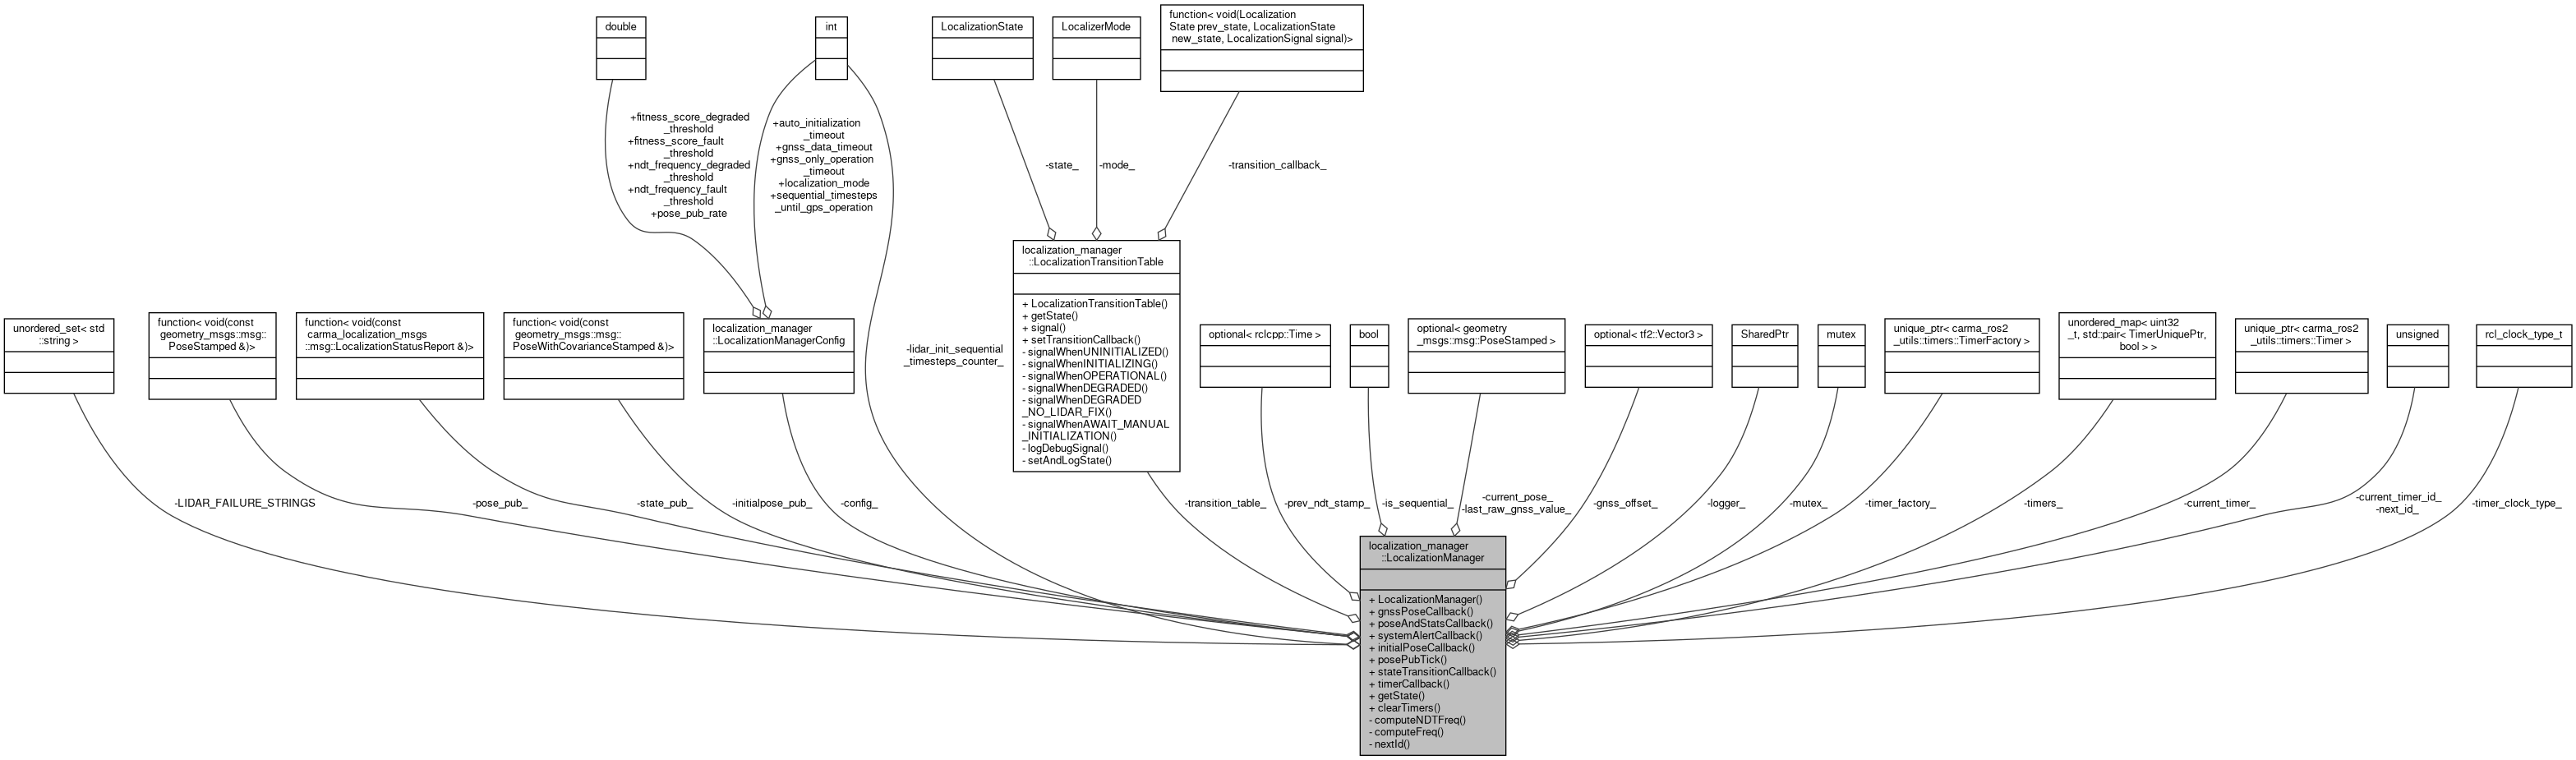 double
int
LocalizationState
LocalizerMode
function< void(Localization
State prev_state, LocalizationState
new_state, LocalizationSignal signal)>
+fitness_score_degraded
_threshold
+fitness_score_fault
_threshold
+ndt_frequency_degraded
_threshold
+ndt_frequency_fault
_threshold
+pose_pub_rate
+auto_initialization
_timeout
+gnss_data_timeout
+gnss_only_operation
_timeout
+localization_mode
+sequential_timesteps
_until_gps_operation
-state_
-mode_
-transition_callback_
localization_manager
::LocalizationTransitionTable
+ LocalizationTransitionTable()
+ getState()
+ signal()
+ setTransitionCallback()
- signalWhenUNINITIALIZED()
- signalWhenINITIALIZING()
- signalWhenOPERATIONAL()
- signalWhenDEGRADED()
- signalWhenDEGRADED
_NO_LIDAR_FIX()
- signalWhenAWAIT_MANUAL
_INITIALIZATION()
- logDebugSignal()
- setAndLogState()
unordered_set< std
::string >
function< void(const
geometry_msgs::msg::
PoseStamped &)>
function< void(const
carma_localization_msgs
::msg::LocalizationStatusReport &)>
function< void(const
geometry_msgs::msg::
PoseWithCovarianceStamped &)>
localization_manager
::LocalizationManagerConfig
-lidar_init_sequential
_timesteps_counter_
optional< rclcpp::Time >
bool
optional< geometry
_msgs::msg::PoseStamped >
optional< tf2::Vector3 >
SharedPtr
mutex
unique_ptr< carma_ros2
_utils::timers::TimerFactory >
unordered_map< uint32
_t, std::pair< TimerUniquePtr,
bool > >
unique_ptr< carma_ros2
_utils::timers::Timer >
unsigned
rcl_clock_type_t
-LIDAR_FAILURE_STRINGS
-pose_pub_
-state_pub_
-initialpose_pub_
-config_
-transition_table_
-prev_ndt_stamp_
-is_sequential_
-current_pose_
-last_raw_gnss_value_
-gnss_offset_
-logger_
-mutex_
-timer_factory_
-timers_
-current_timer_
-current_timer_id_
-next_id_
-timer_clock_type_
localization_manager
::LocalizationManager
+ LocalizationManager()
+ gnssPoseCallback()
+ poseAndStatsCallback()
+ systemAlertCallback()
+ initialPoseCallback()
+ posePubTick()
+ stateTransitionCallback()
+ timerCallback()
+ getState()
+ clearTimers()
- computeNDTFreq()
- computeFreq()
- nextId()